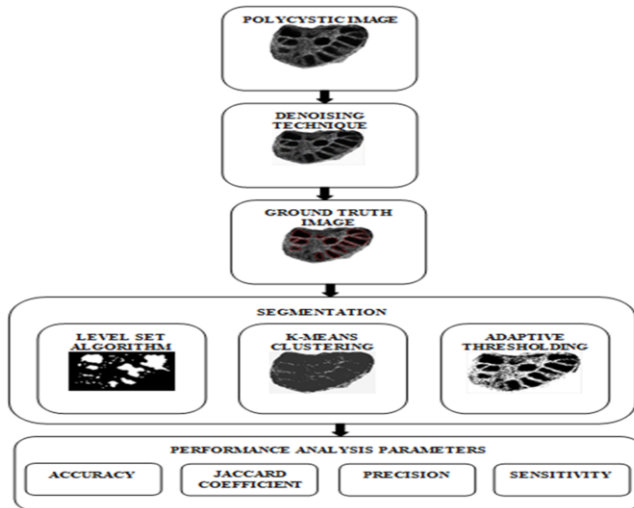 POLYCYSTIC IMAGE
DENOISING
TECHNIQUE
GROUND TRUTH
IMAGE
SEGMENTATION
LEVEL SET
ALGORITHM
K-MEANS
CLUSTERING
ADAPTIVE
THRESHOLDING
PERFORMANCE ANALYSIS PARAMETERS
ACCURACY
JACCARD
COEFFICIENT
PRECISION
SENSITIVITY